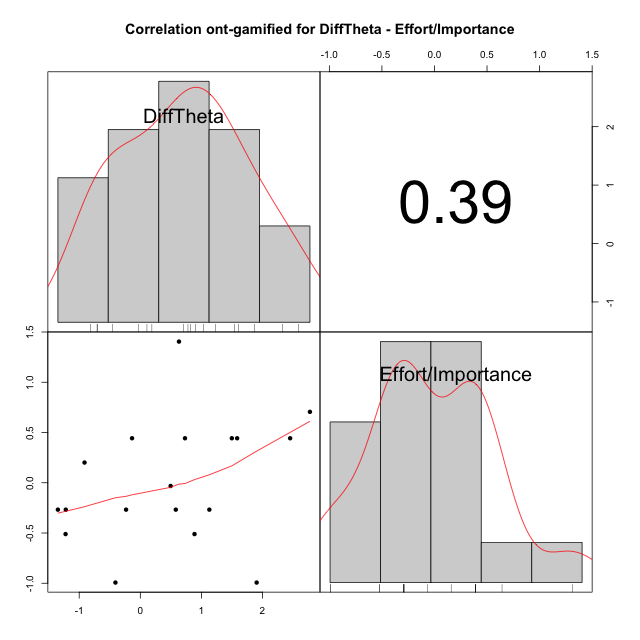 Correlation ont-gamified for DiffTheta - Effort/Importance
-1.0 -0.5 0.0 0.5 1.0 1.5
DiffTheta
0.39
2
1
0
-1
1.5
1.0
0.5
0.0
-0.5
-1.0
Effort/Importance
-1 0 1 2